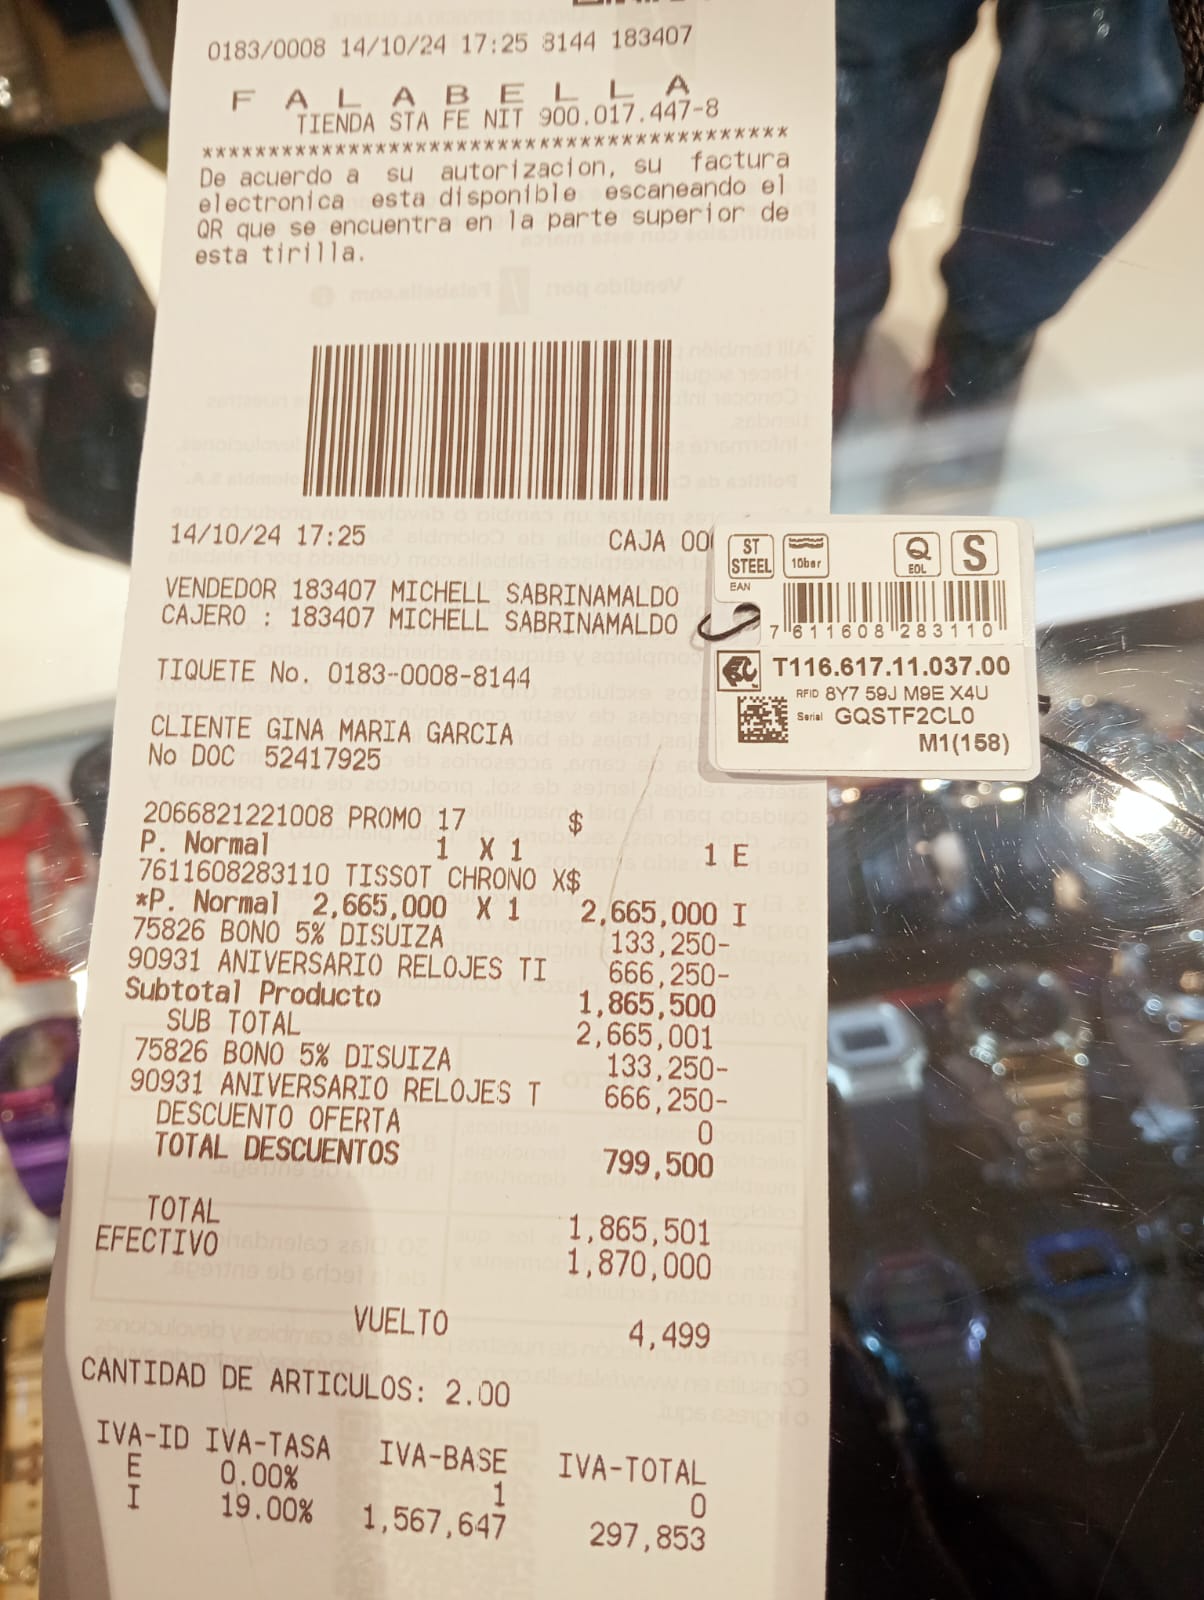 0183/0008 14/10/24 17:25 8144 183407
FALABELLA
TIENDA STA FE NIT 900.017.447-8
*********************************************
De acuerdo a su autorizacion, su factura
electronica esta disponible escaneando el
QR que se encuentra en la parte superior de
esta tirilla.
14/10/24 17:25 CAJA
VENDEDOR 183407 MICHELL SABRINAMALDO
CAJERO : 183407 MICHELL SABRINAMALDO
TIQUETE No. 0183-0008-8144
CLIENTE GINA MARIA GARCIA
No DOC 52417925
2066821221008 PROMO 17 $
P. Normal 1 X 1 1 E
7611608283110 TISSOT CHRONO X$
*P. Normal 2,665,000 X 1 2,665,000 I
75826 BONO 5% DISUIZA 133,250-
90931 ANIVERSARIO RELOJES TI 666,250-
Subtotal Producto 1,865,500
SUB TOTAL 2,665,001
75826 BONO 5% DISUIZA 133,250-
90931 ANIVERSARIO RELOJES T 666,250-
DESCUENTO OFERTA 0
TOTAL DESCUENTOS 799,500
TOTAL 1,865,501
EFECTIVO 1,870,000
VUELTO 4,499
CANTIDAD DE ARTICULOS: 2.00
IVA-ID IVA-TASA IVA-BASE IVA-TOTAL
E 0.00% 1 0
I 19.00% 1,567,647 297,853
ST STEEL
10bar
Q EOL
S
EAN
7 611608 283110
T116.617.11.037.00
RFID 8Y7 59J M9E X4U
Serial GQSTF2CL0
M1(158)